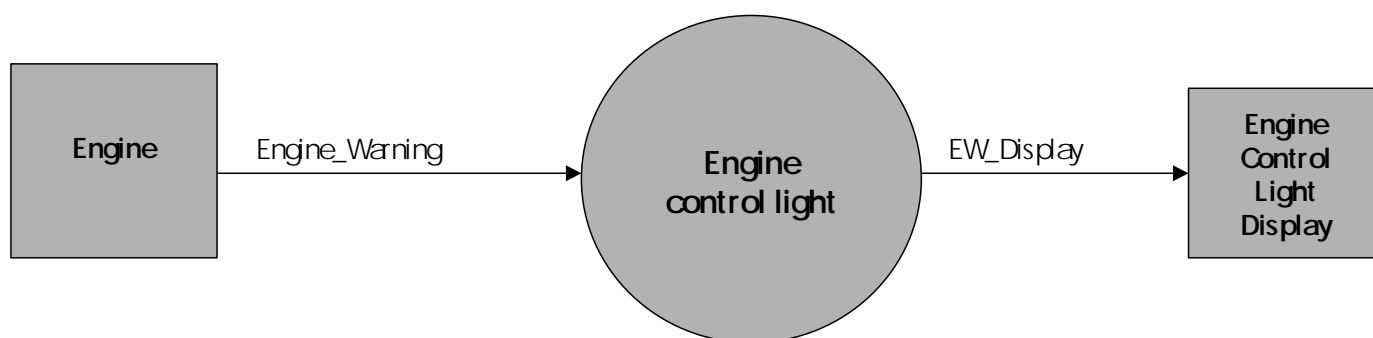 Engine
Engine_Warning
Engine
control light
EW_Display
Engine
Control
Light
Display